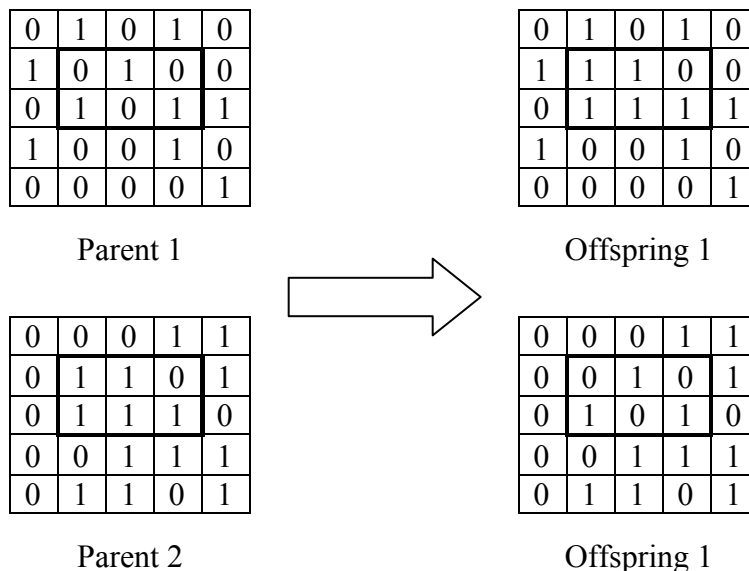 0 1 0 1 0
1 0 1 0 0
0 1 0 1 1
1 0 0 1 0
0 0 0 0 1
Parent 1
0 1 0 1 0
1 1 1 0 0
0 1 1 1 1
1 0 0 1 0
0 0 0 0 1
Offspring 1
0 0 0 1 1
0 1 1 0 1
0 1 1 1 0
0 0 1 1 1
0 1 1 0 1
Parent 2
0 0 0 1 1
0 0 1 0 1
0 1 0 1 0
0 0 1 1 1
0 1 1 0 1
Offspring 1